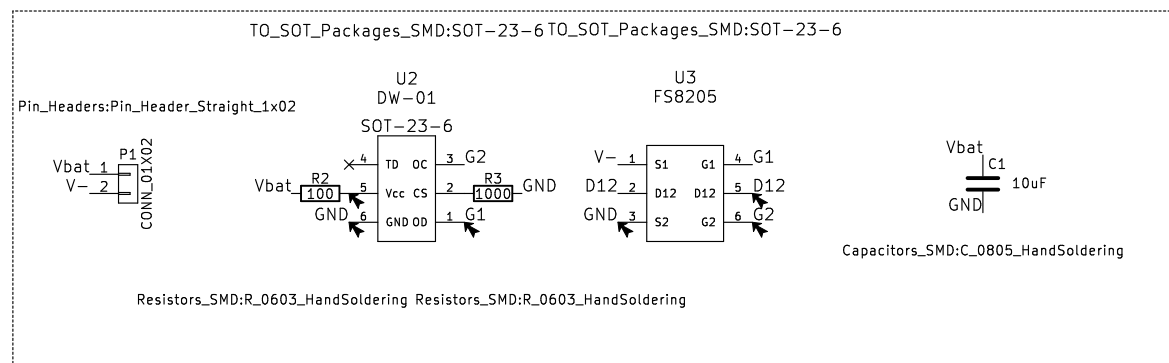 TO_SOT_Packages_SMD:SOT-23-6 TO_SOT_Packages_SMD:SOT-23-6
U2
DW-01
SOT-23-6
U3
FS8205
Pin_Headers:Pin_Header_Straight_1x02
P1
Vbat 1
V- 2
CONN_01X02
4 TD OC 3 G2
Vbat R2 100 5 Vcc CS 2 R3 1000 GND
GND 6 GND OD 1 G1
V- 1 S1 G1 4 G1
D12 2 D12 D12 5 D12
GND 3 S2 G2 6 G2
Vbat
C1
10uF
GND
Capacitors_SMD:C_0805_HandSoldering
Resistors_SMD:R_0603_HandSoldering Resistors_SMD:R_0603_HandSoldering